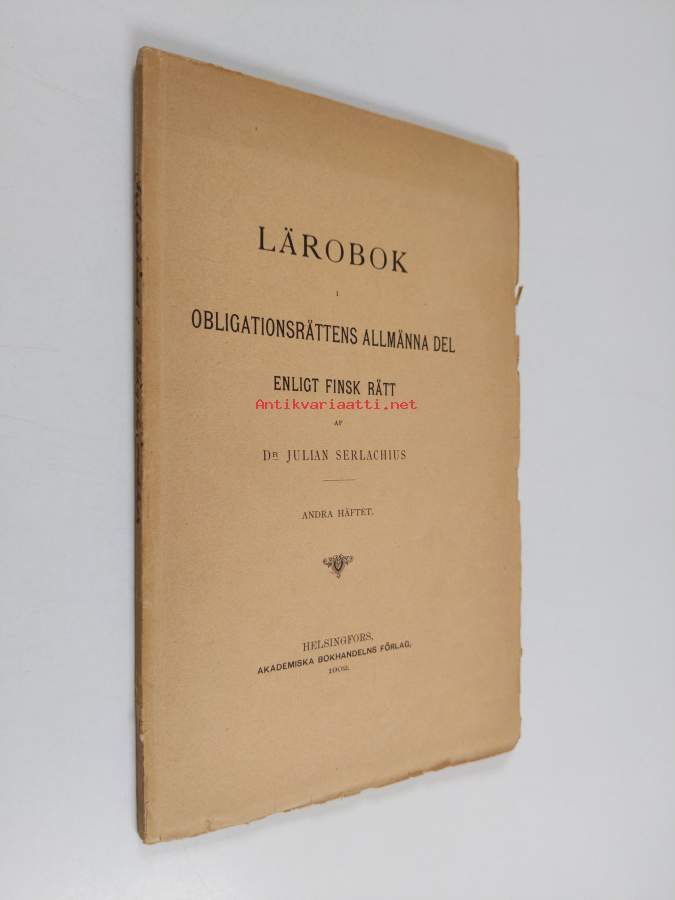 LÄROBOK
I
OBLIGATIONSRÄTTENS ALLMÄNNA DEL
ENLIGT FINSK RÄTT
Antikvariaatti.net
AF
DR JULIAN SERLACHIUS
ANDRA HÄFTET.
HELSINGFORS,
AKADEMISKA BOKHANDELNS FÖRLAG,
1902.